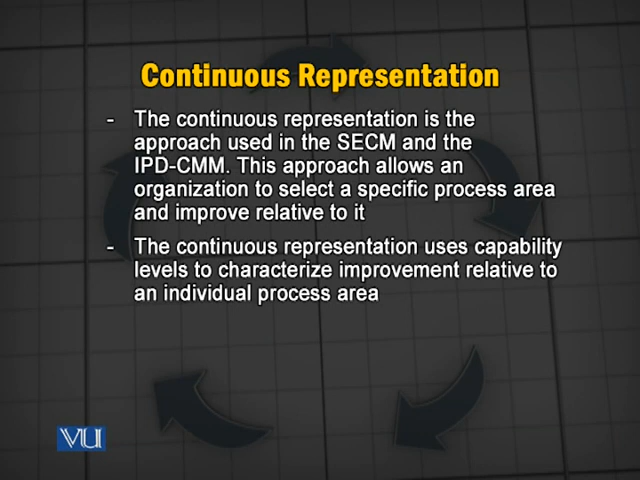 Continuous Representation
- The continuous representation is the
approach used in the SECM and the
IPD-CMM. This approach allows an
organization to select a specific process area
and improve relative to it
- The continuous representation uses capability
levels to characterize improvement relative to
an individual process area
VU